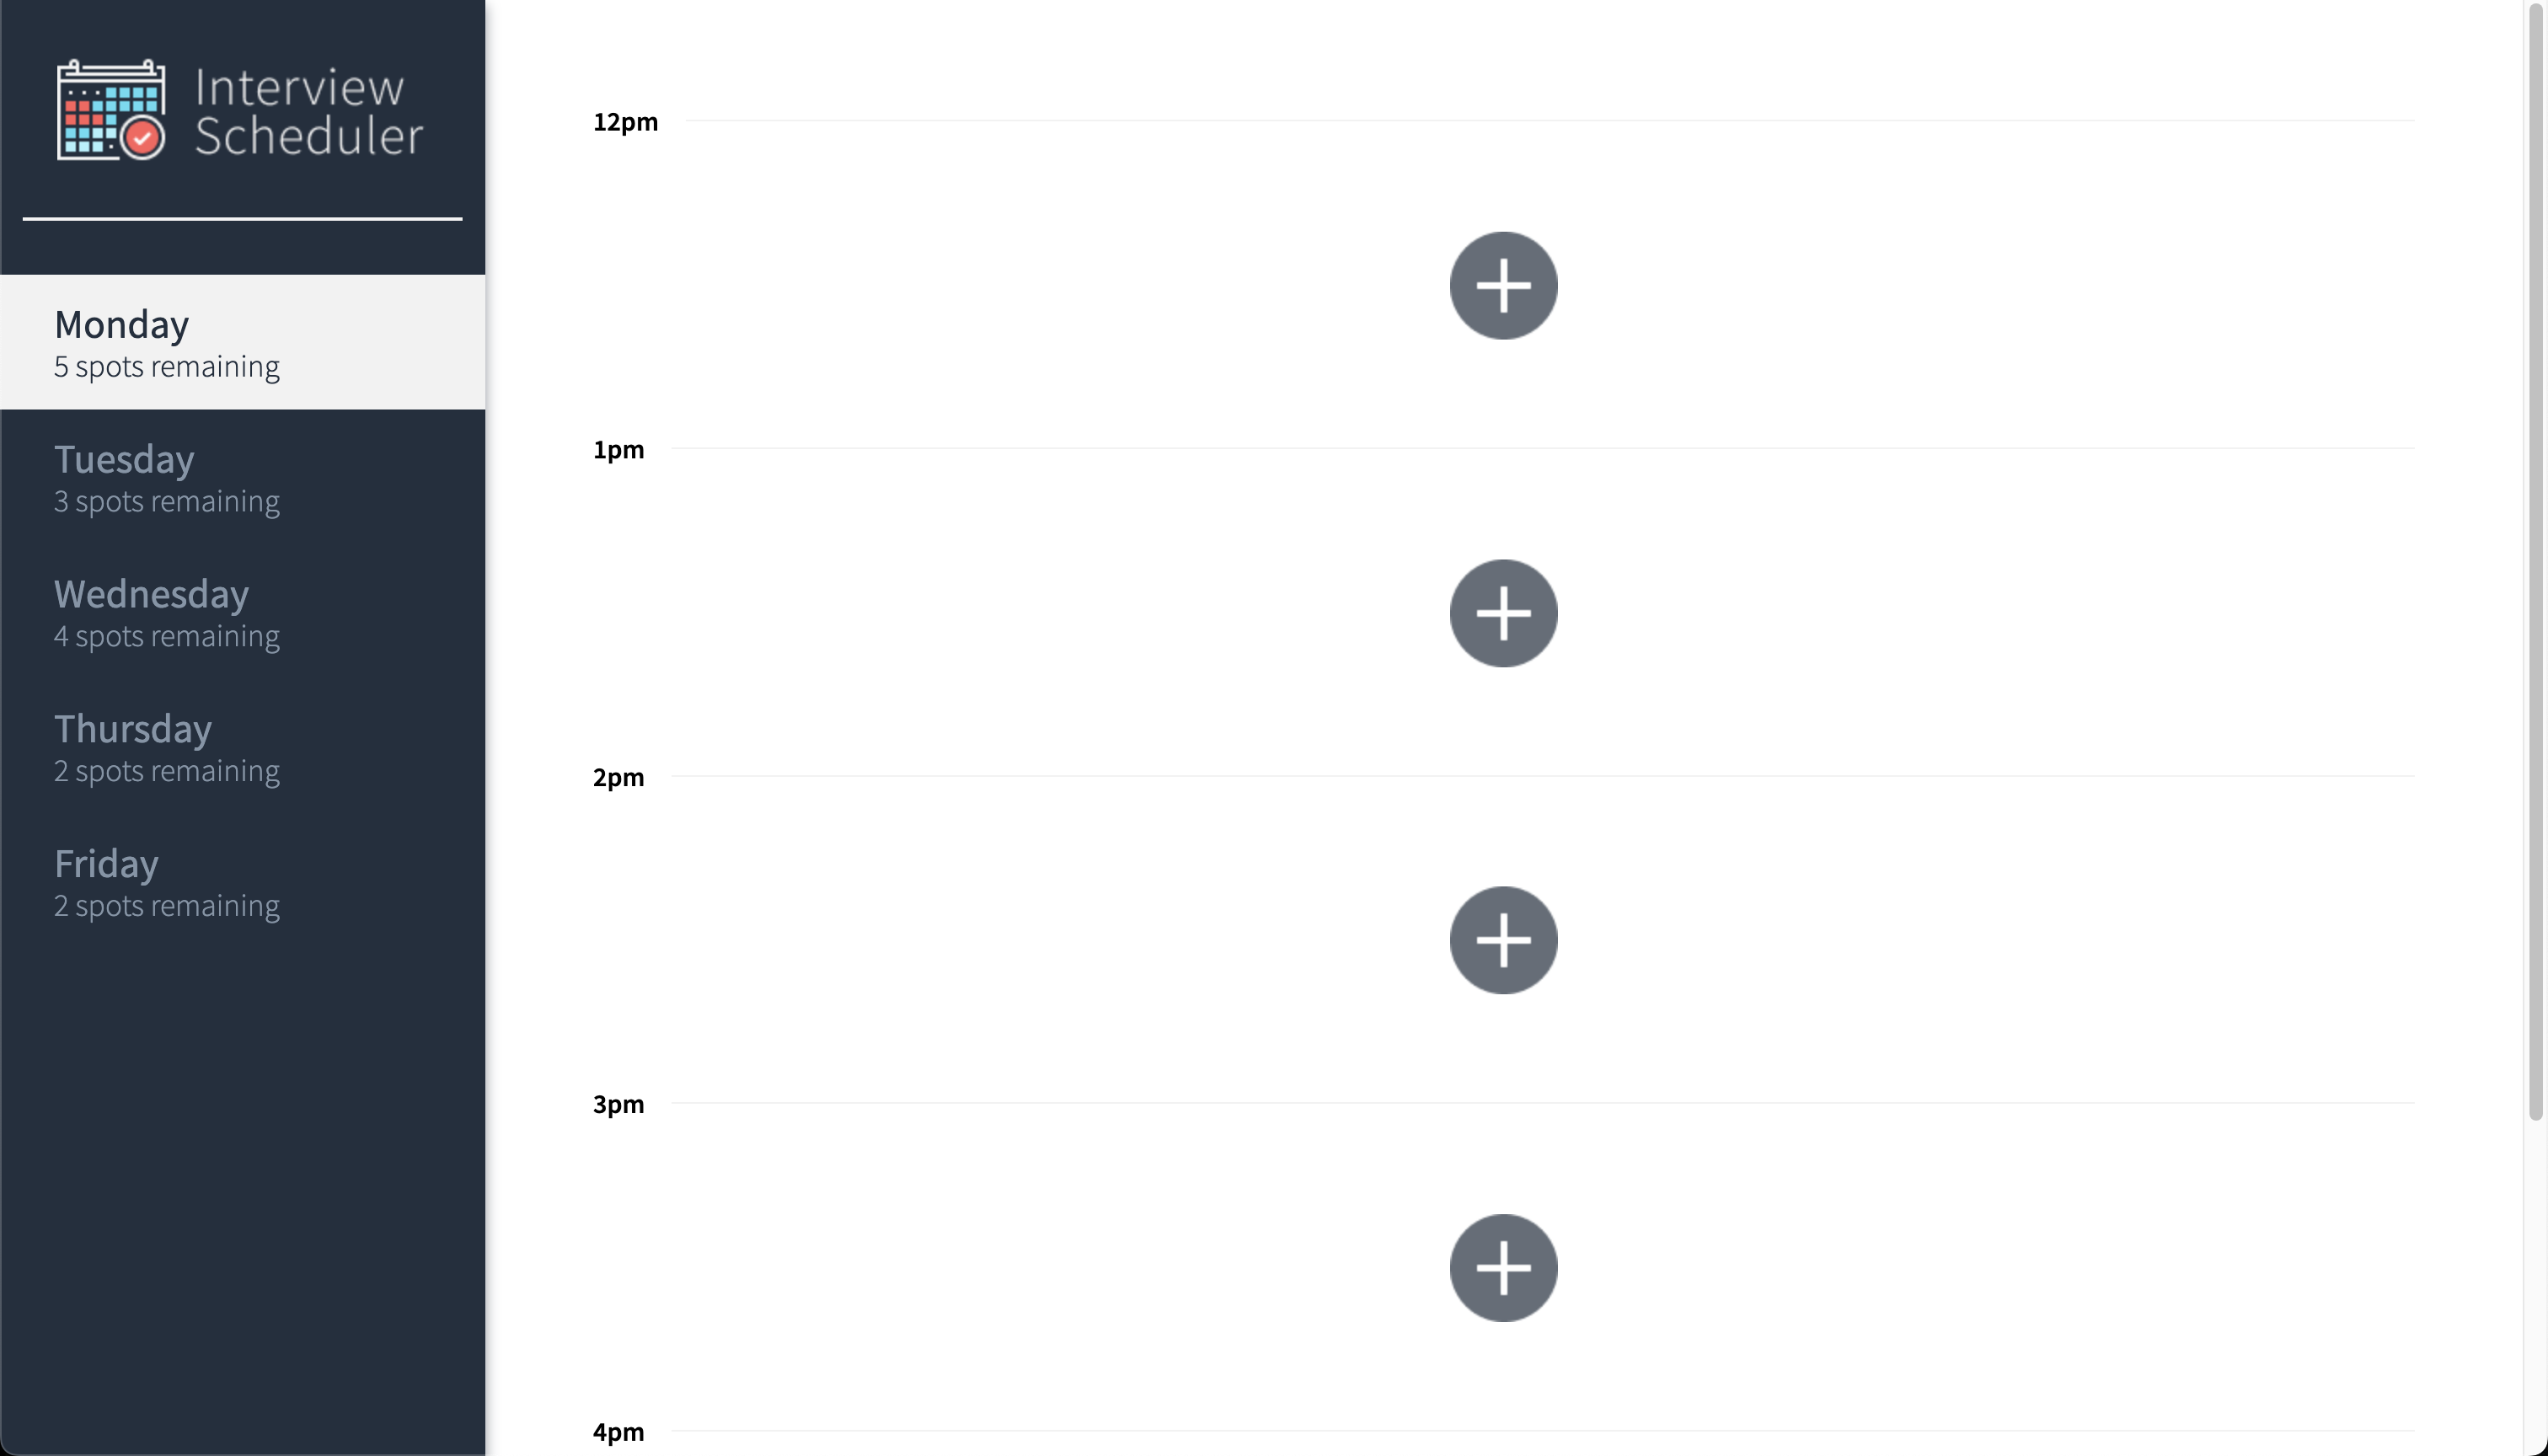 Interview
Scheduler
Monday
5 spots remaining
Tuesday
3 spots remaining
Wednesday
4 spots remaining
Thursday
2 spots remaining
Friday
2 spots remaining
12pm
1pm
2pm
3pm
4pm